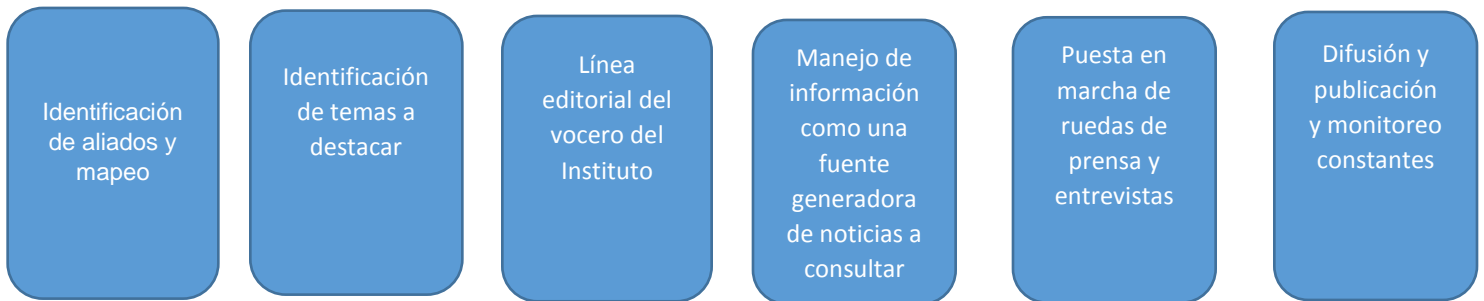 Identificación
de aliados y
mapeo
Identificación
de temas a
destacar
Línea
editorial del
vocero del
Instituto
Manejo de
información
como una
fuente
generadora
de noticias a
consultar
Puesta en
marcha de
ruedas de
prensa y
entrevistas
Difusión y
publicación
y monitoreo
constantes